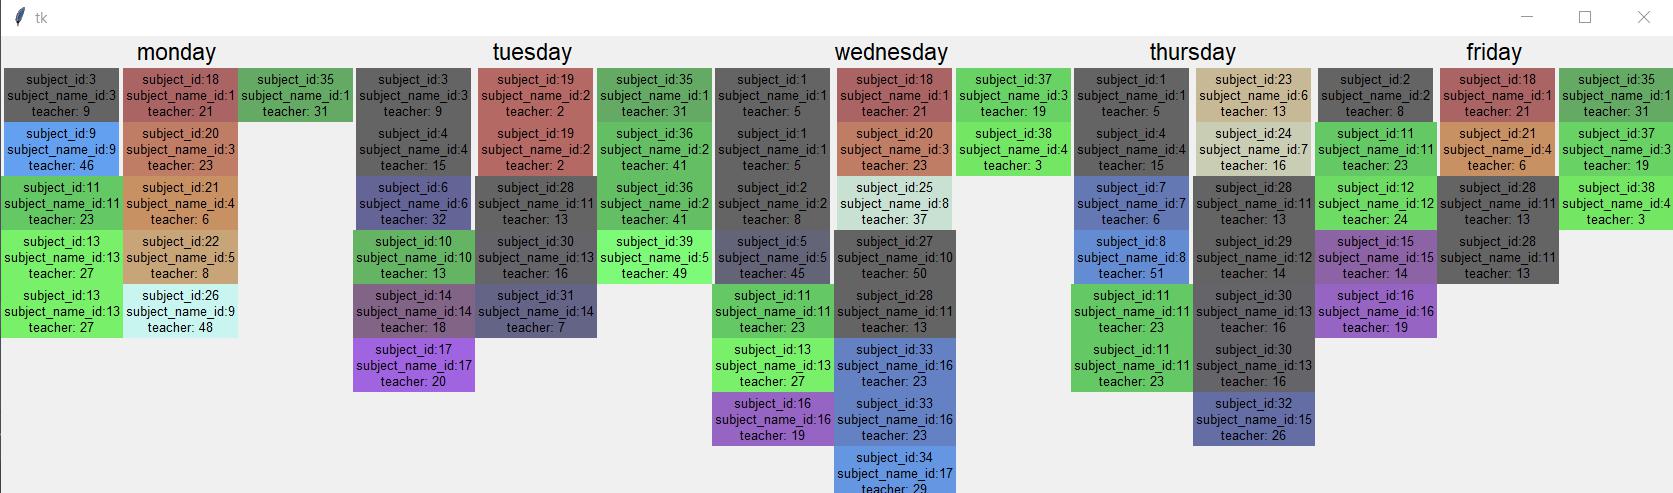 tk
monday
subject_id:3
subject_name_id:3
teacher: 9
subject_id:9
subject_name_id:9
teacher: 46
subject_id:11
subject_name_id:11
teacher: 23
subject_id:13
subject_name_id:13
teacher: 27
subject_id:13
subject_name_id:13
teacher: 27
subject_id:18
subject_name_id:1
teacher: 21
subject_id:20
subject_name_id:3
teacher: 23
subject_id:21
subject_name_id:4
teacher: 6
subject_id:22
subject_name_id:5
teacher: 8
subject_id:26
subject_name_id:9
teacher: 48
subject_id:35
subject_name_id:1
teacher: 31
tuesday
subject_id:3
subject_name_id:3
teacher: 9
subject_id:4
subject_name_id:4
teacher: 15
subject_id:6
subject_name_id:6
teacher: 32
subject_id:10
subject_name_id:10
teacher: 13
subject_id:14
subject_name_id:14
teacher: 18
subject_id:17
subject_name_id:17
teacher: 20
subject_id:19
subject_name_id:2
teacher: 2
subject_id:19
subject_name_id:2
teacher: 2
subject_id:28
subject_name_id:11
teacher: 13
subject_id:30
subject_name_id:13
teacher: 16
subject_id:31
subject_name_id:14
teacher: 7
subject_id:35
subject_name_id:1
teacher: 31
subject_id:36
subject_name_id:2
teacher: 41
subject_id:36
subject_name_id:2
teacher: 41
subject_id:39
subject_name_id:5
teacher: 49
wednesday
subject_id:1
subject_name_id:1
teacher: 5
subject_id:1
subject_name_id:1
teacher: 5
subject_id:2
subject_name_id:2
teacher: 8
subject_id:5
subject_name_id:5
teacher: 45
subject_id:11
subject_name_id:11
teacher: 23
subject_id:13
subject_name_id:13
teacher: 27
subject_id:16
subject_name_id:16
teacher: 19
subject_id:18
subject_name_id:1
teacher: 21
subject_id:20
subject_name_id:3
teacher: 23
subject_id:25
subject_name_id:8
teacher: 37
subject_id:27
subject_name_id:10
teacher: 50
subject_id:28
subject_name_id:11
teacher: 13
subject_id:33
subject_name_id:16
teacher: 23
subject_id:33
subject_name_id:16
teacher: 23
subject_id:34
subject_name_id:17
teacher: 29
subject_id:37
subject_name_id:3
teacher: 19
subject_id:38
subject_name_id:4
teacher: 3
thursday
subject_id:1
subject_name_id:1
teacher: 5
subject_id:4
subject_name_id:4
teacher: 15
subject_id:7
subject_name_id:7
teacher: 6
subject_id:8
subject_name_id:8
teacher: 51
subject_id:11
subject_name_id:11
teacher: 23
subject_id:11
subject_name_id:11
teacher: 23
subject_id:23
subject_name_id:6
teacher: 13
subject_id:24
subject_name_id:7
teacher: 16
subject_id:28
subject_name_id:11
teacher: 13
subject_id:29
subject_name_id:12
teacher: 14
subject_id:30
subject_name_id:13
teacher: 16
subject_id:30
subject_name_id:13
teacher: 16
subject_id:32
subject_name_id:15
teacher: 26
friday
subject_id:2
subject_name_id:2
teacher: 8
subject_id:11
subject_name_id:11
teacher: 23
subject_id:12
subject_name_id:12
teacher: 24
subject_id:15
subject_name_id:15
teacher: 14
subject_id:16
subject_name_id:16
teacher: 19
subject_id:18
subject_name_id:1
teacher: 21
subject_id:21
subject_name_id:4
teacher: 6
subject_id:28
subject_name_id:11
teacher: 13
subject_id:28
subject_name_id:11
teacher: 13
subject_id:35
subject_name_id:1
teacher: 31
subject_id:37
subject_name_id:3
teacher: 19
subject_id:38
subject_name_id:4
teacher: 3